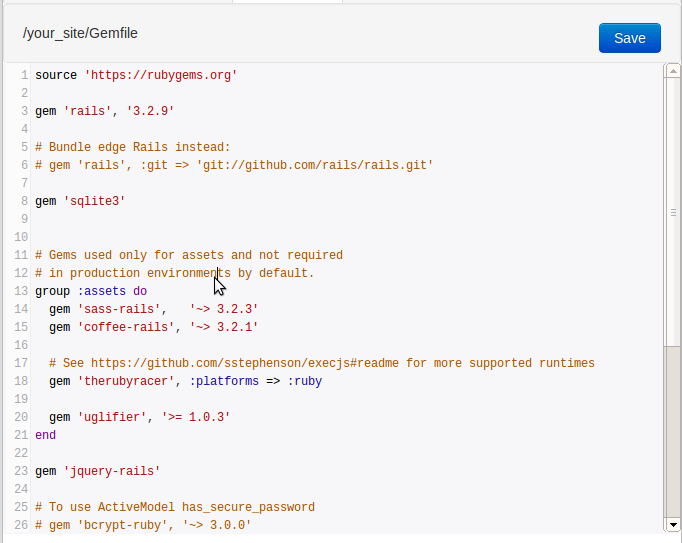 /your_site/Gemfile
Save
1 source 'https://rubygems.org'
2
3 gem 'rails', '3.2.9'
4
5 # Bundle edge Rails instead:
6 # gem 'rails', :git => 'git://github.com/rails/rails.git'
7
8 gem 'sqlite3'
9
10
11 # Gems used only for assets and not required
12 # in production environments by default.
13 group :assets do
14   gem 'sass-rails',   '~> 3.2.3'
15   gem 'coffee-rails', '~> 3.2.1'
16
17   # See https://github.com/sstephenson/execjs#readme for more supported runtimes
18   gem 'therubyracer', :platforms => :ruby
19
20   gem 'uglifier', '>= 1.0.3'
21 end
22
23 gem 'jquery-rails'
24
25 # To use ActiveModel has_secure_password
26 # gem 'bcrypt-ruby', '~> 3.0.0'